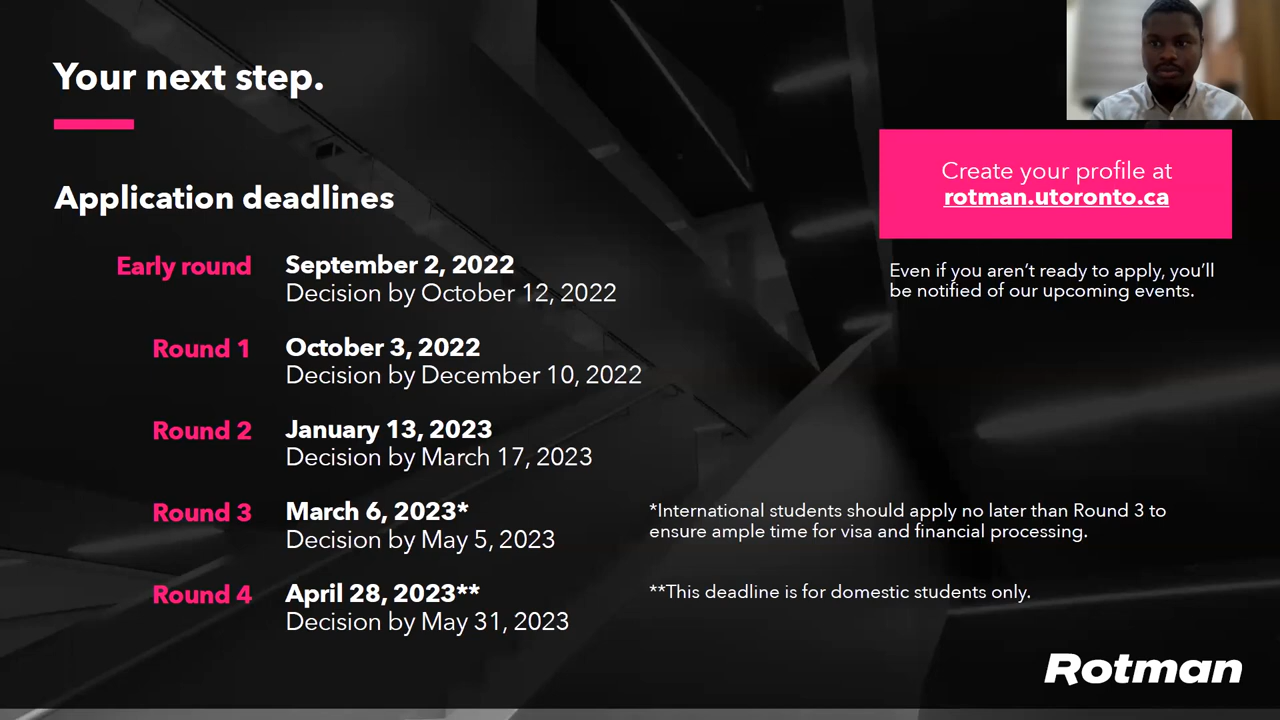 Your next step.
Application deadlines
Early round
September 2, 2022
Decision by October 12, 2022
Round 1
October 3, 2022
Decision by December 10, 2022
Round 2
January 13, 2023
Decision by March 17, 2023
Round 3
March 6, 2023*
Decision by May 5, 2023
Round 4
April 28, 2023**
Decision by May 31, 2023
Create your profile at
rotman.utoronto.ca
Even if you aren’t ready to apply, you’ll
be notified of our upcoming events.
*International students should apply no later than Round 3 to
ensure ample time for visa and financial processing.
**This deadline is for domestic students only.
Rotman